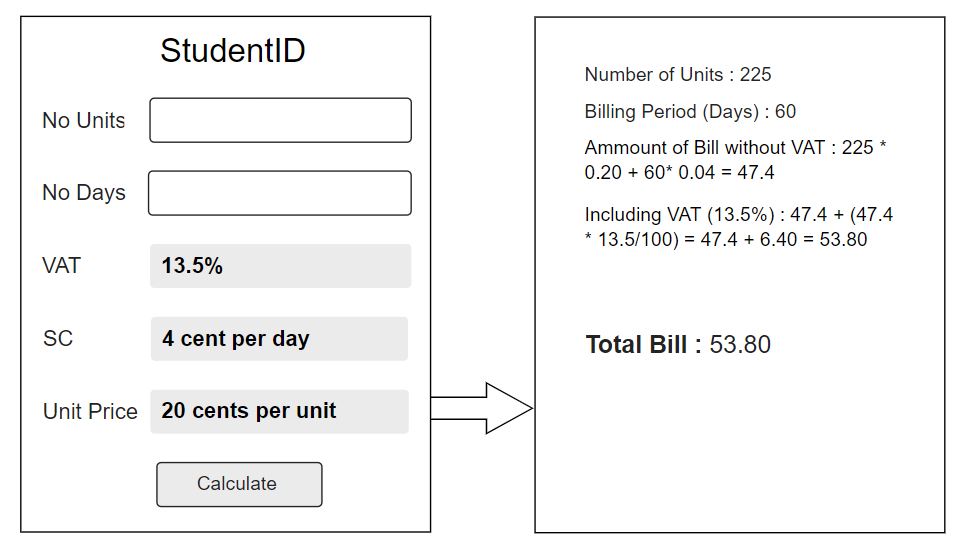 StudentID
No Units
No Days
VAT
13.5%
SC
4 cent per day
Unit Price
20 cents per unit
Calculate
Number of Units : 225
Billing Period (Days) : 60
Ammount of Bill without VAT : 225 *
0.20 + 60* 0.04 = 47.4
Including VAT (13.5%) : 47.4 + (47.4
* 13.5/100) = 47.4 + 6.40 = 53.80
Total Bill : 53.80